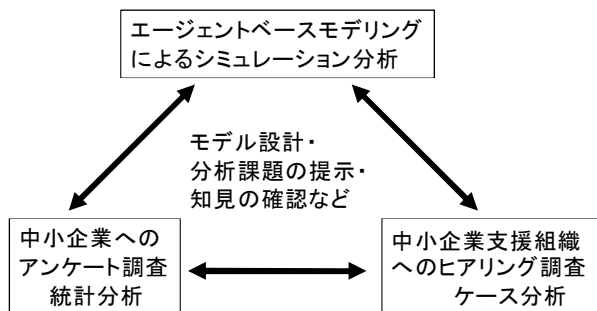 エージェントベースモデリング
によるシミュレーション分析
モデル設計・
分析課題の提示・
知見の確認など
中小企業への
アンケート調査
統計分析
中小企業支援組織
へのヒアリング調査
ケース分析